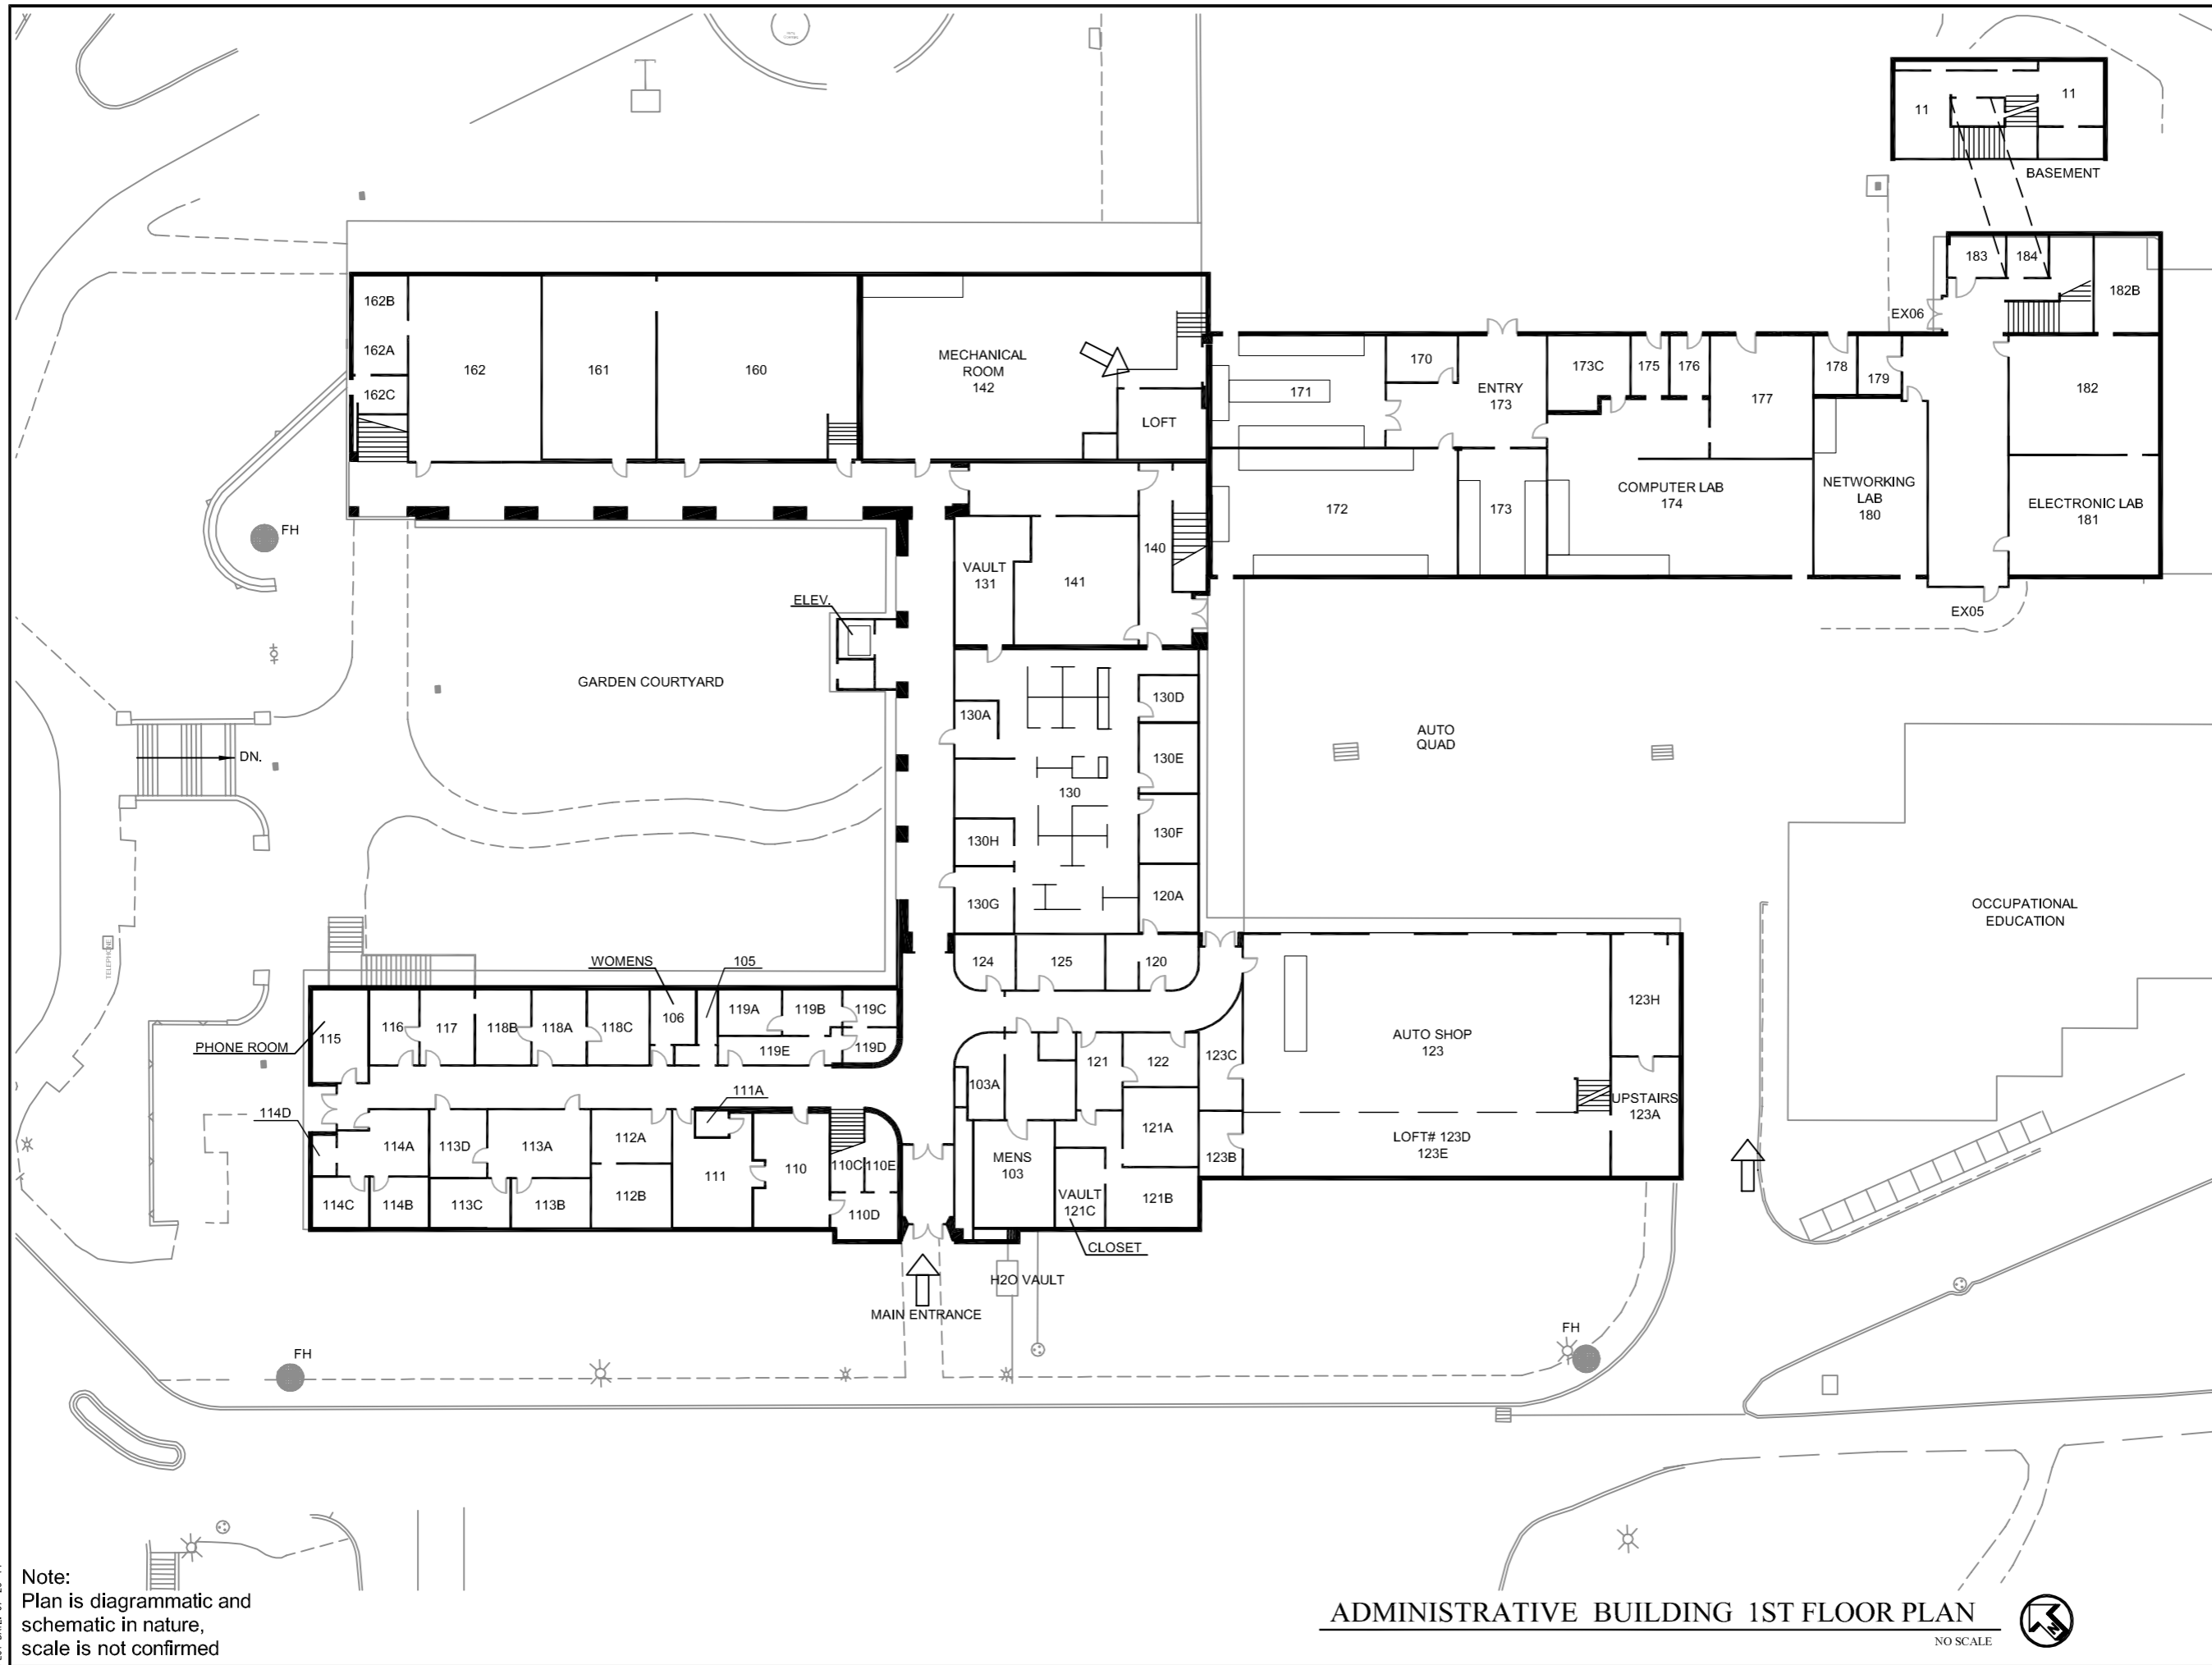 11
11
BASEMENT
183
184
182B
EX06
162B
162A
162C
162
161
160
MECHANICAL
ROOM
142
LOFT
170
171
ENTRY
173
173C
175
176
177
178
179
182
172
173
COMPUTER LAB
174
NETWORKING
LAB
180
ELECTRONIC LAB
181
EX05
FH
VAULT
131
141
140
ELEV.
GARDEN COURTYARD
130A
130D
130E
130
130F
130H
130G
120A
AUTO
QUAD
DN.
OCCUPATIONAL
EDUCATION
TELEPHONE
WOMENS
105
124
125
120
PHONE ROOM
115
116
117
118B
118A
118C
106
119A
119B
119C
119E
119D
123H
AUTO SHOP
123
123C
121
122
103A
111A
114D
UPSTAIRS
123A
114A
113D
113A
112A
111
110
110C
110E
110D
114C
114B
113C
113B
112B
MENS
103
VAULT
121C
121A
121B
123B
LOFT# 123D
123E
CLOSET
H2O VAULT
MAIN ENTRANCE
FH
FH
Note:
Plan is diagrammatic and
schematic in nature,
scale is not confirmed
ADMINISTRATIVE BUILDING 1ST FLOOR PLAN
NO SCALE
N